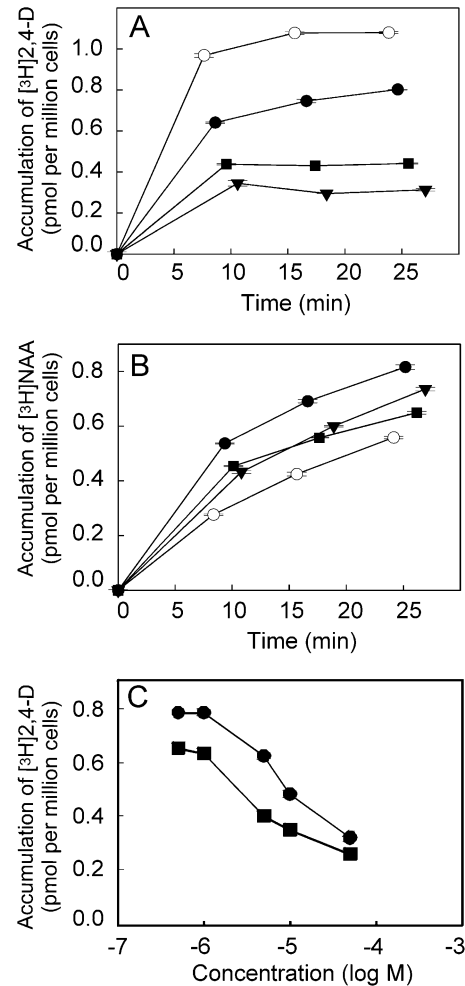 A
Accumulation of [³H]2,4-D
(pmol per million cells)
1.0
0.8
0.6
0.4
0.2
0.0
0 5 10 15 20 25
Time (min)
B
Accumulation of [³H]NAA
(pmol per million cells)
0.8
0.6
0.4
0.2
0.0
0 5 10 15 20 25
Time (min)
C
Accumulation of [³H]2,4-D
(pmol per million cells)
0.8
0.6
0.4
0.2
0.0
-7 -6 -5 -4 -3
Concentration (log M)